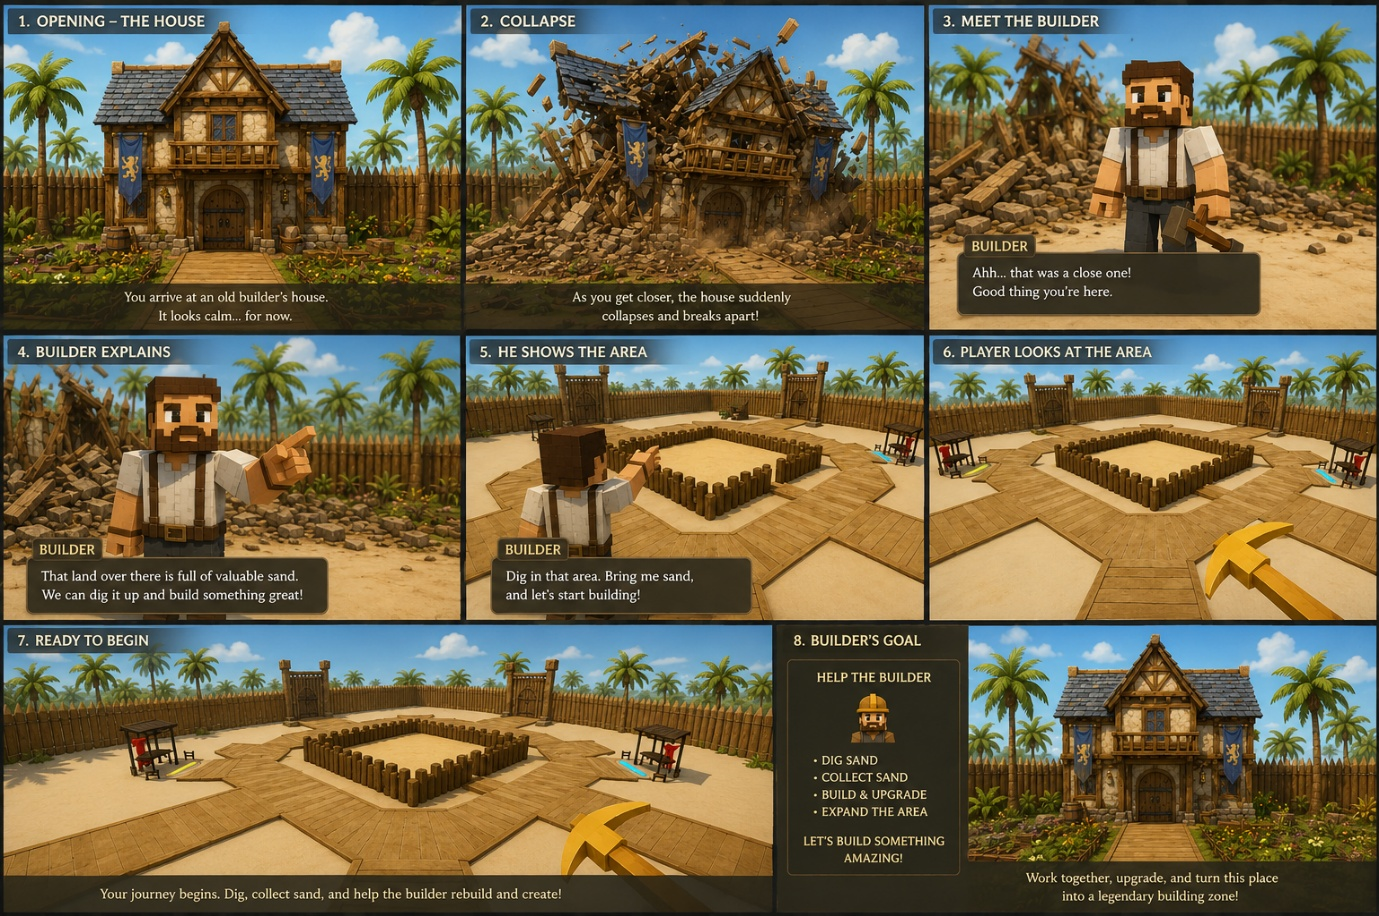 1. OPENING – THE HOUSE
You arrive at an old builder's house.
It looks calm... for now.
2. COLLAPSE
As you get closer, the house suddenly
collapses and breaks apart!
3. MEET THE BUILDER
BUILDER
Ahh... that was a close one!
Good thing you're here.
4. BUILDER EXPLAINS
BUILDER
That land over there is full of valuable sand.
We can dig it up and build something great!
5. HE SHOWS THE AREA
BUILDER
Dig in that area. Bring me sand,
and let's start building!
6. PLAYER LOOKS AT THE AREA
7. READY TO BEGIN
Your journey begins. Dig, collect sand, and help the builder rebuild and create!
8. BUILDER'S GOAL
HELP THE BUILDER
• DIG SAND
• COLLECT SAND
• BUILD & UPGRADE
• EXPAND THE AREA
LET'S BUILD SOMETHING
AMAZING!
Work together, upgrade, and turn this place
into a legendary building zone!